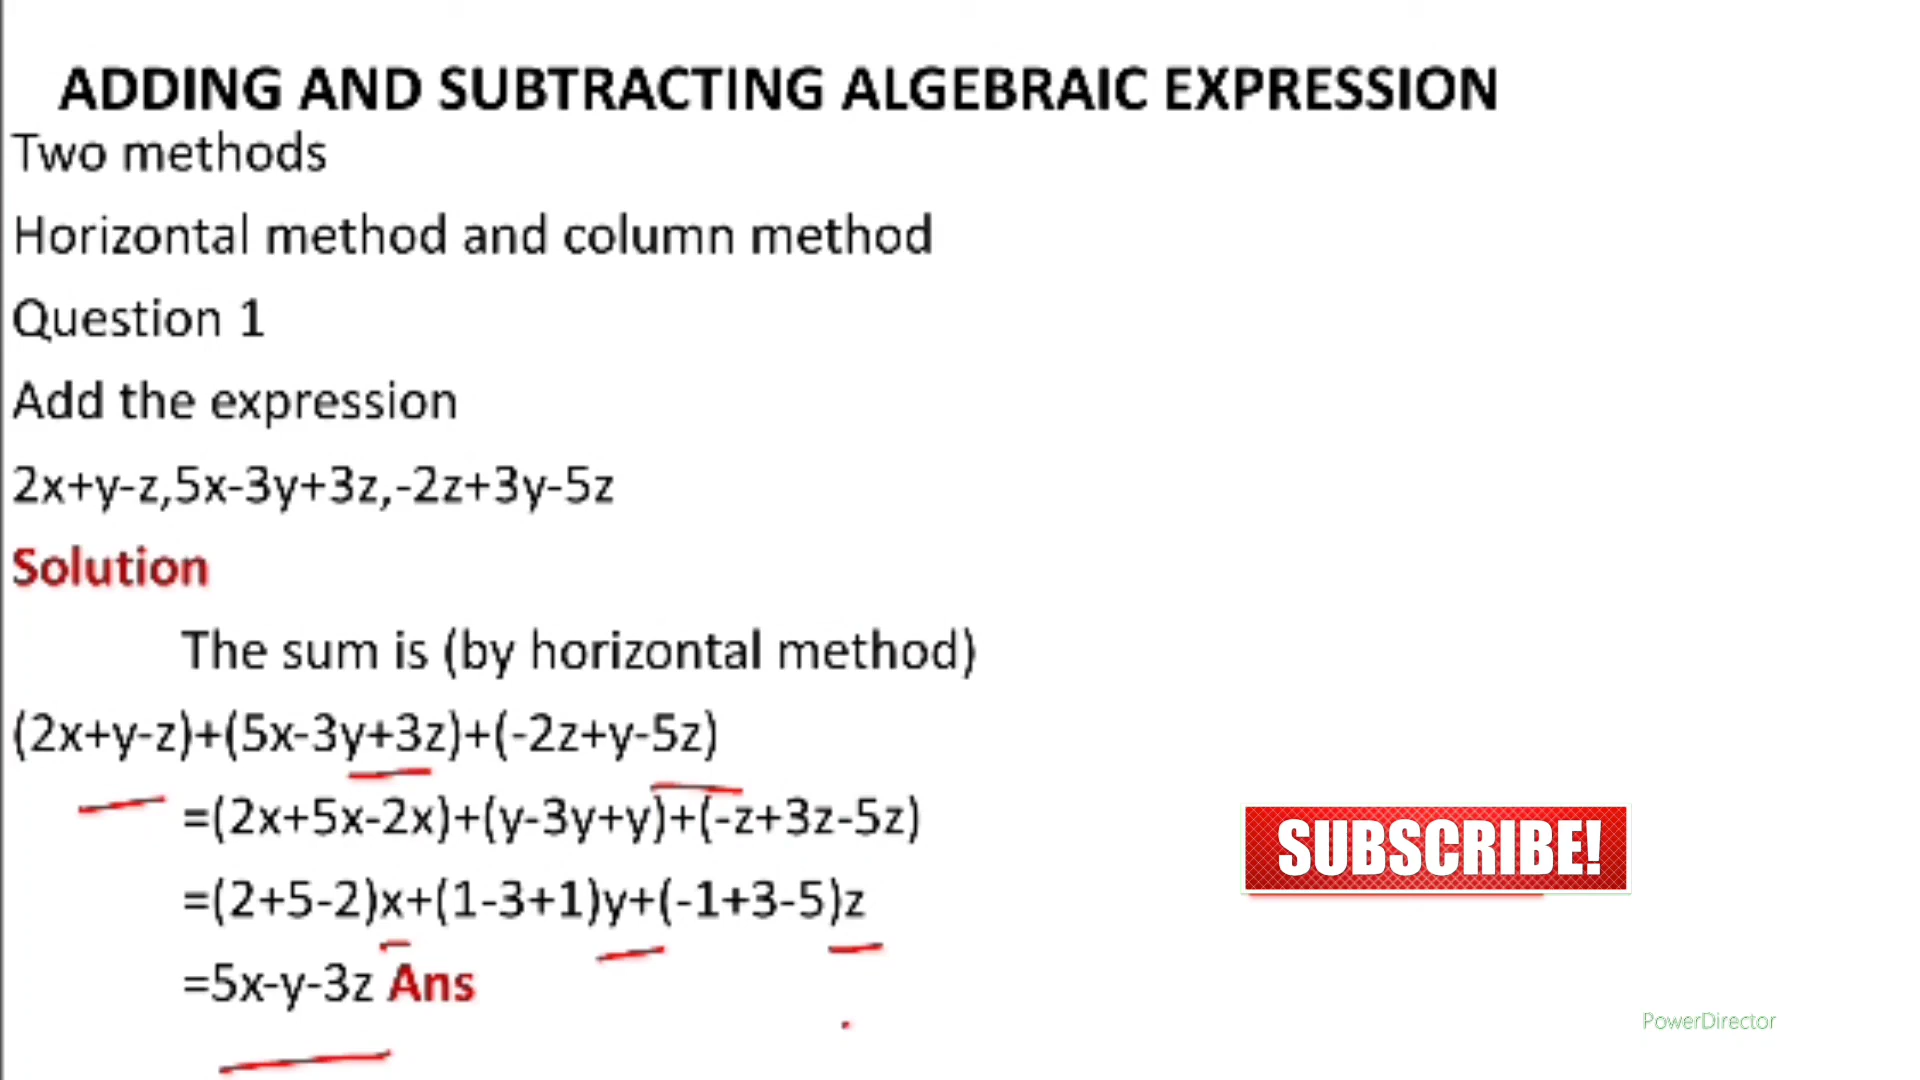 ADDING AND SUBTRACTING ALGEBRAIC EXPRESSION
Two methods
Horizontal method and column method
Question 1
Add the expression
2x+y-z,5x-3y+3z,-2z+3y-5z
Solution
The sum is (by horizontal method)
(2x+y-z)+(5x-3y+3z)+(-2z+y-5z)
=(2x+5x-2x)+(y-3y+y)+(-z+3z-5z)
=(2+5-2)x+(1-3+1)y+(-1+3-5)z
=5x-y-3z Ans
SUBSCRIBE!
PowerDirector